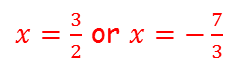 x = 3/2 or x = − 7/3